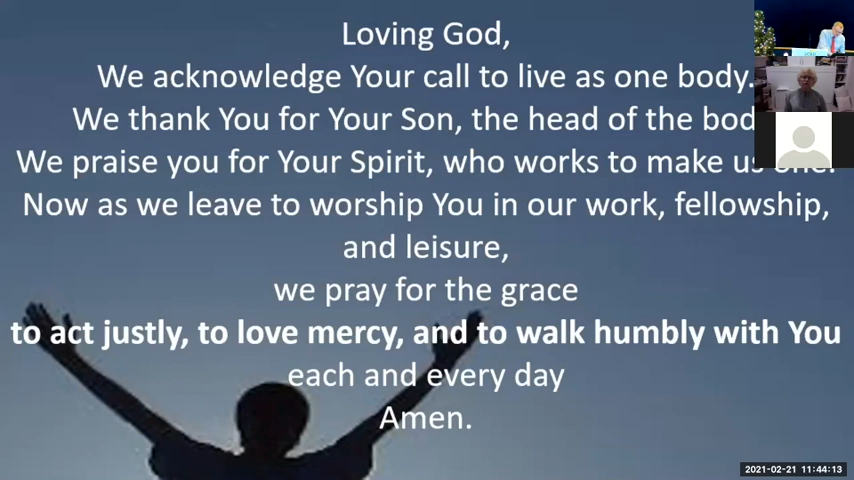 Loving God,
We acknowledge Your call to live as one body.
We thank You for Your Son, the head of the bod
We praise you for Your Spirit, who works to make us one.
Now as we leave to worship You in our work, fellowship,
and leisure,
we pray for the grace
to act justly, to love mercy, and to walk humbly with You
each and every day
Amen.
2021-02-21 11:44:13